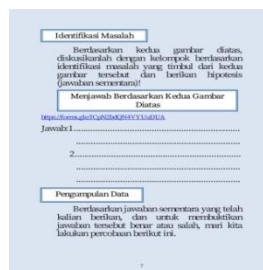 Identifikasi Masalah
Berdasarkan kedua gambar diatas,
diskusikanlah dengan kelompok berdasarkan
identifikasi masalah yang timbul dari kedua
gambar tersebut dan berikan hipotesis
(jawaban sementara)!
Menjawab Berdasarkan Kedua Gambar
Diatas
Jawab:1...............................................................
...............................................................
2...............................................................
...............................................................
...............................................................
Pengumpulan Data
Berdasarkan jawaban sementara yang telah
kalian berikan, dan untuk membuktikan
jawaban tersebut benar atau salah, mari kita
lakukan percobaan berikut ini.